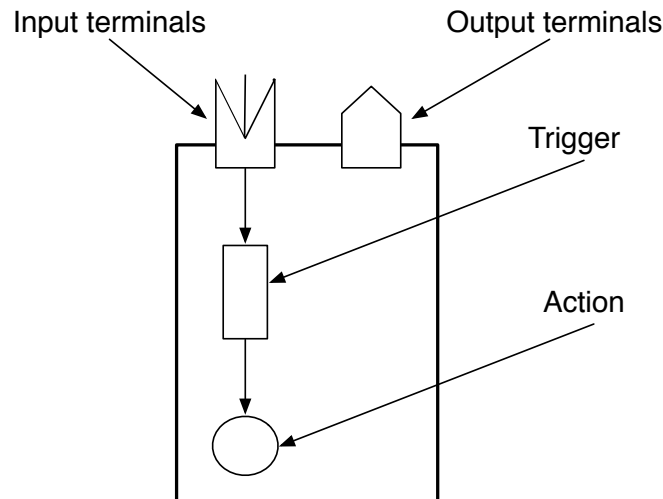 Input terminals
Output terminals
Trigger
Action